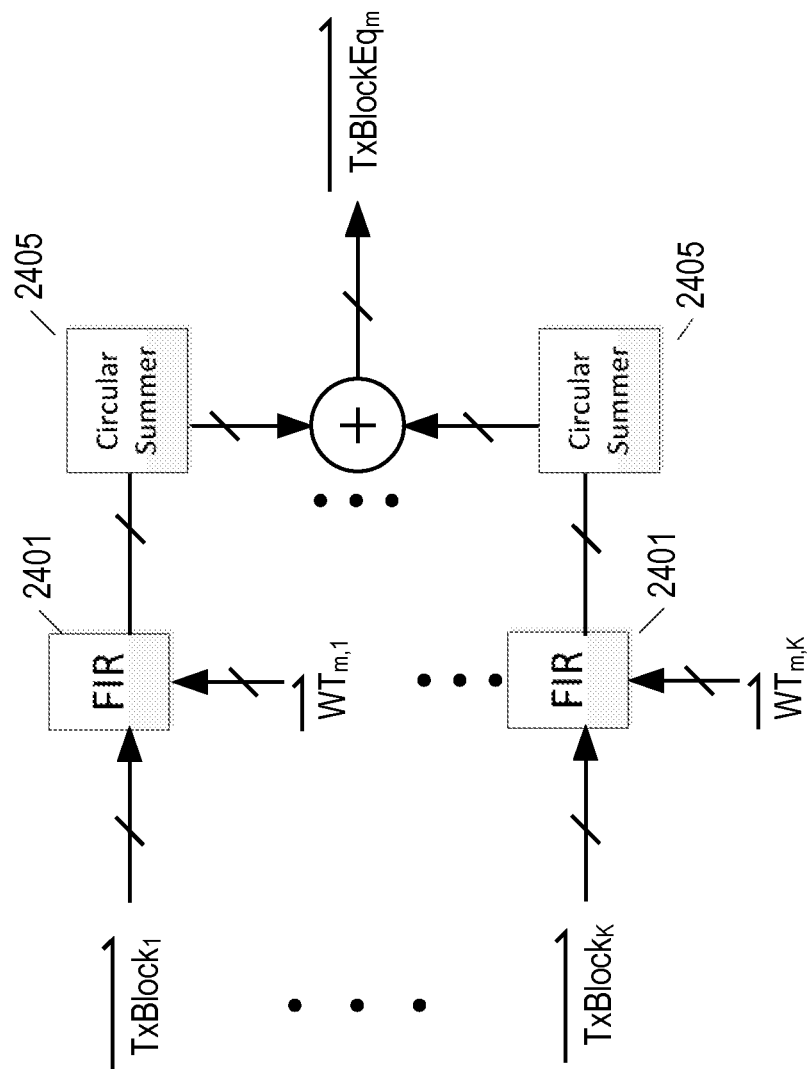 TxBlock1
FIR
2401
WTm,1
Circular
Summer
2405
+
TxBlockEqm
TxBlockK
FIR
2401
WTm,K
Circular
Summer
2405